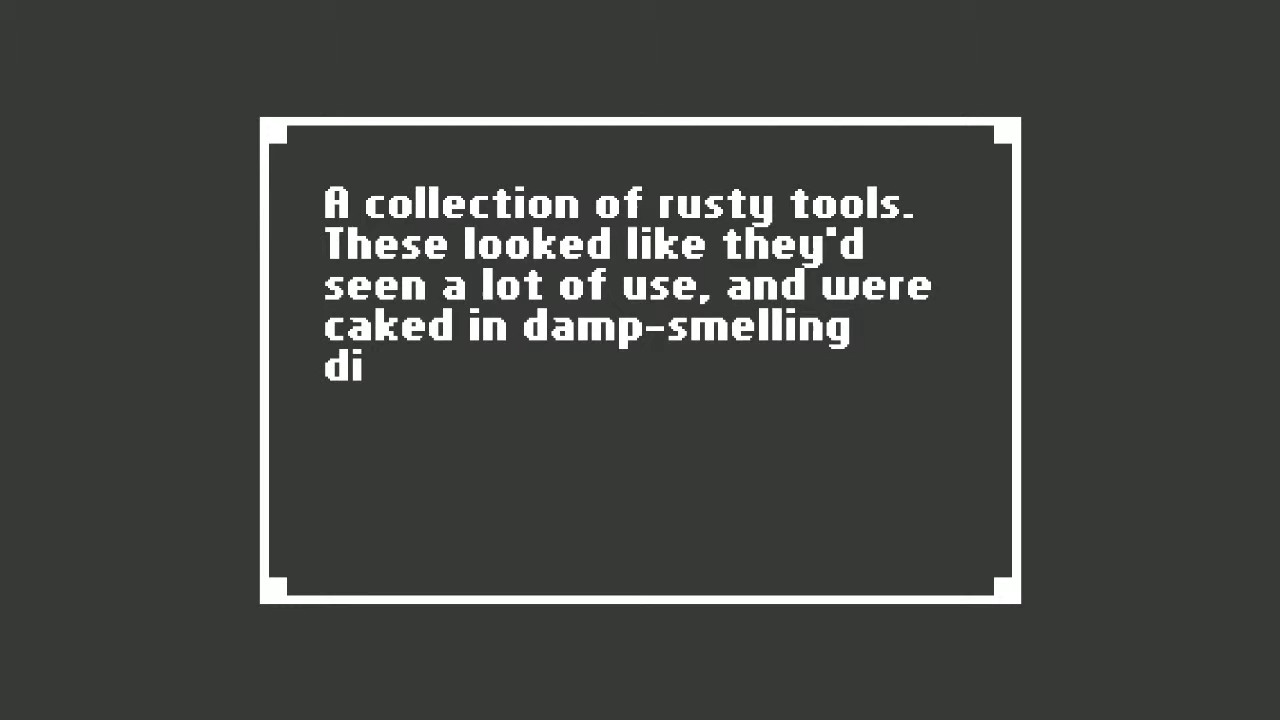 A collection of rusty tools.
These looked like they'd
seen a lot of use, and were
caked in damp-smelling
di